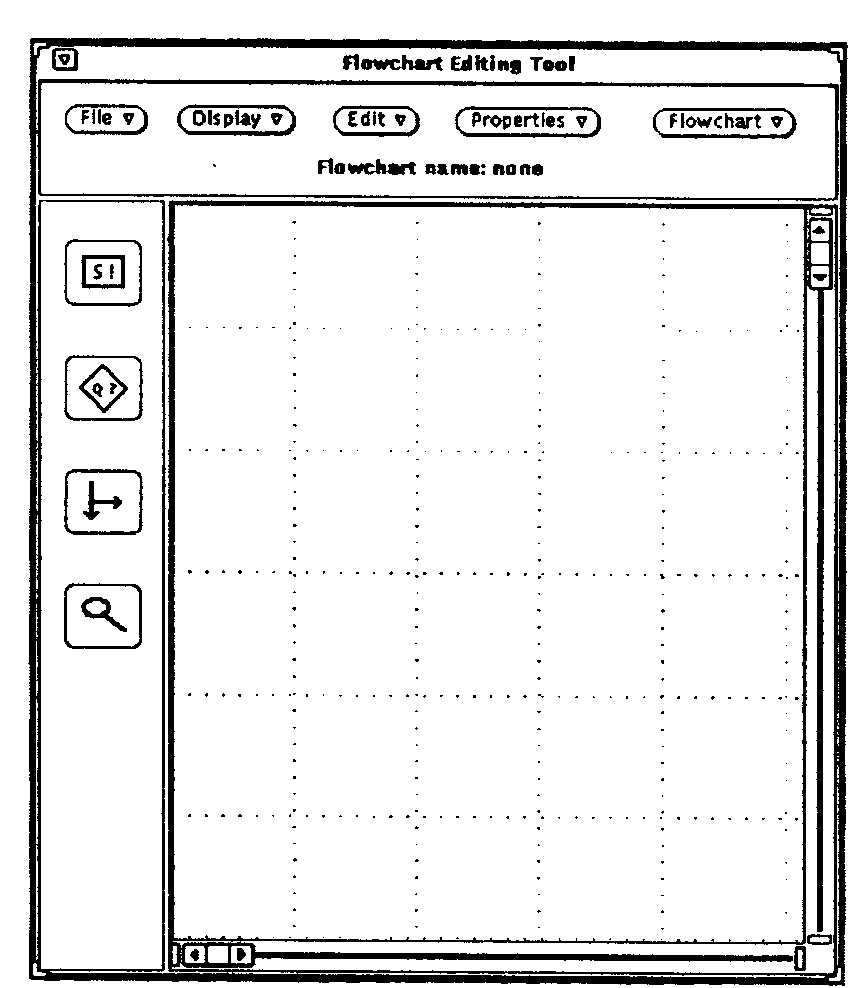 Flowchart Editing Tool
File Display Edit Properties Flowchart
Flowchart name: none
S !
Q ?